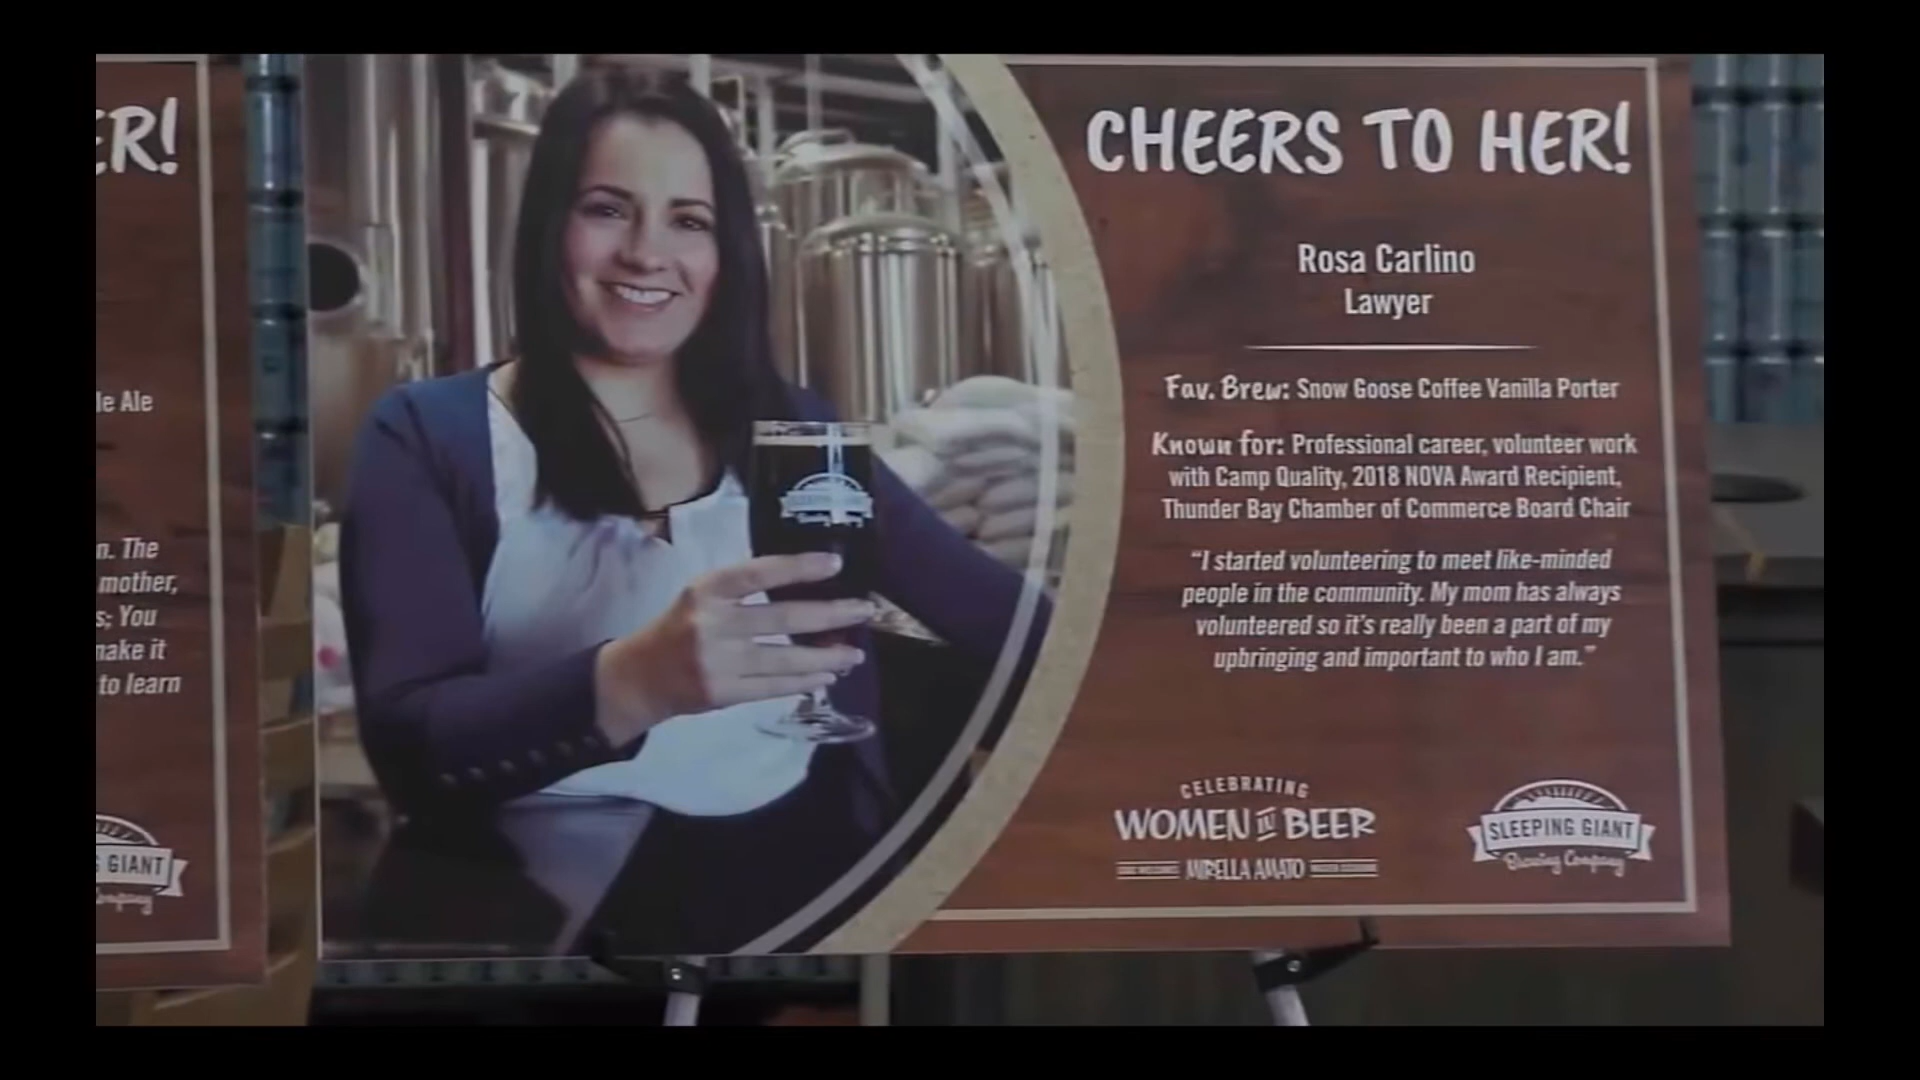 ER!
le Ale
n. The
mother,
s; You
make it
to learn
GIANT
ompany
SLEEPING GIANT
CHEERS TO HER!
Rosa Carlino
Lawyer
Fav. Brew: Snow Goose Coffee Vanilla Porter
Known for: Professional career, volunteer work
with Camp Quality, 2018 NOVA Award Recipient,
Thunder Bay Chamber of Commerce Board Chair
“I started volunteering to meet like-minded
people in the community. My mom has always
volunteered so it's really been a part of my
upbringing and important to who I am.”
CELEBRATING
WOMEN IN BEER
MIRELLA AMATO
SLEEPING GIANT
Brewing Company